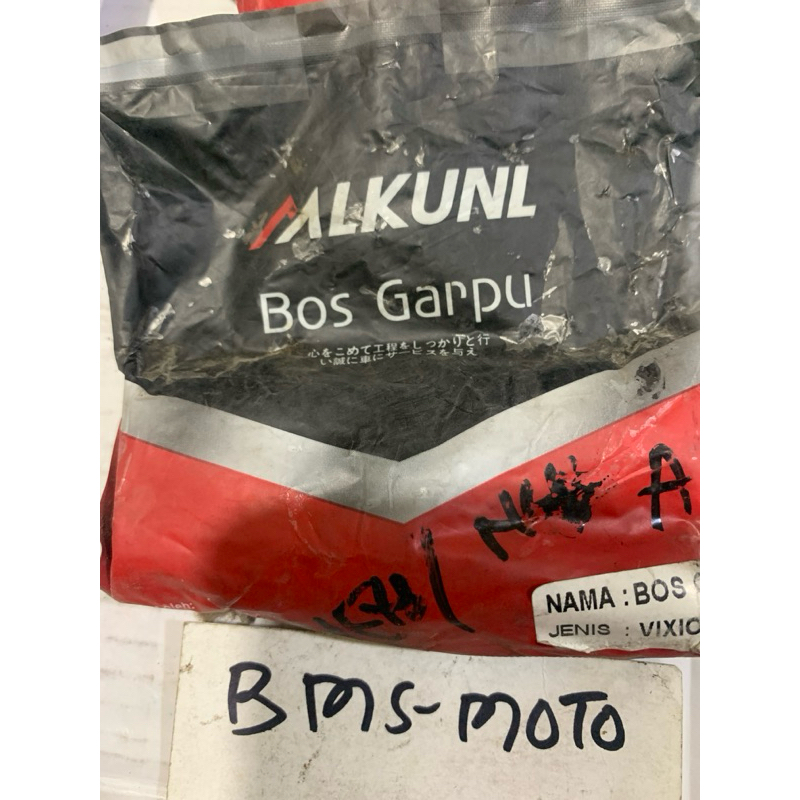 ALKUNL
Bos Garpu
心をこめて工程をしっかりと行
い誠に車にサービスを与え
A
NAMA : BOS
JENIS : VIXIO
BMS-MOTO